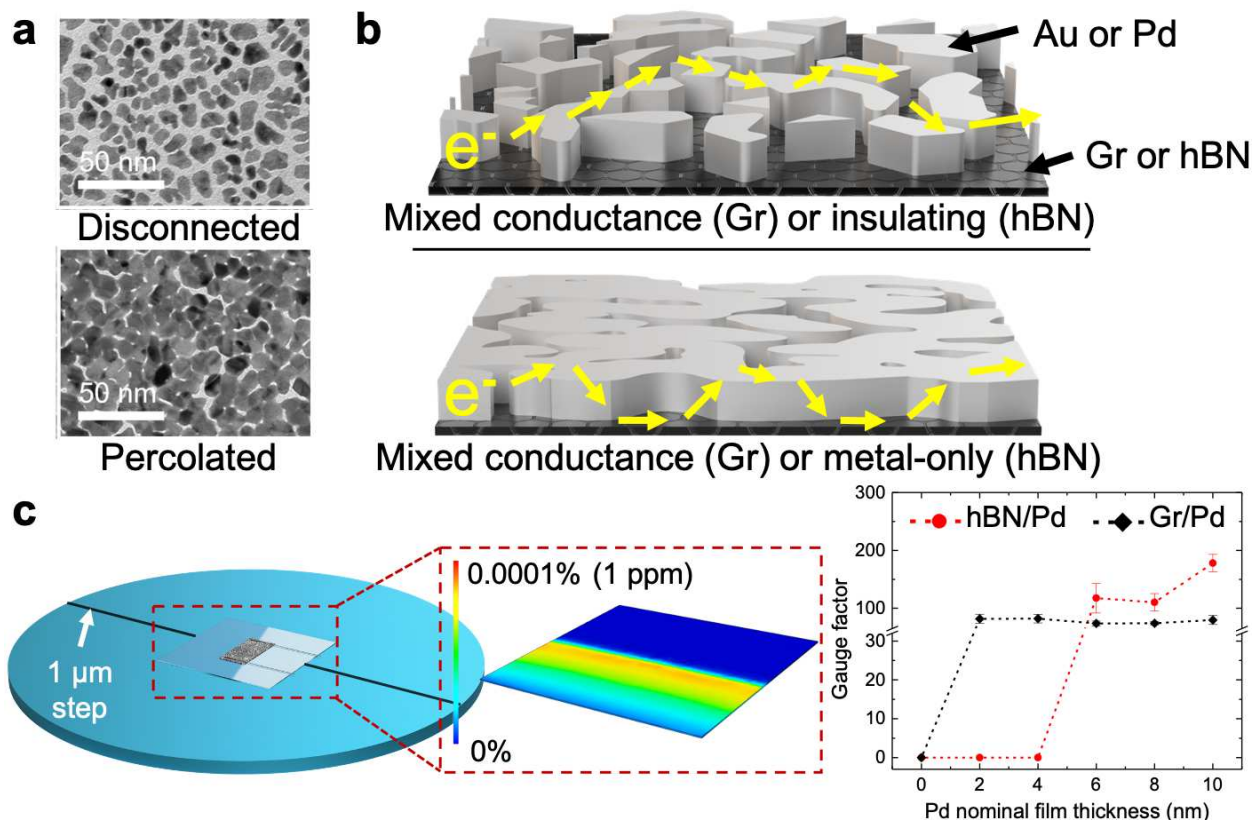 a
50 nm
Disconnected
50 nm
Percolated
b
Au or Pd
e-
Gr or hBN
Mixed conductance (Gr) or insulating (hBN)
e-
Mixed conductance (Gr) or metal-only (hBN)
c
1 µm
step
0.0001% (1 ppm)
0%
300
200
100
30
20
10
0
Gauge factor
hBN/Pd
Gr/Pd
0 2 4 6 8 10
Pd nominal film thickness (nm)